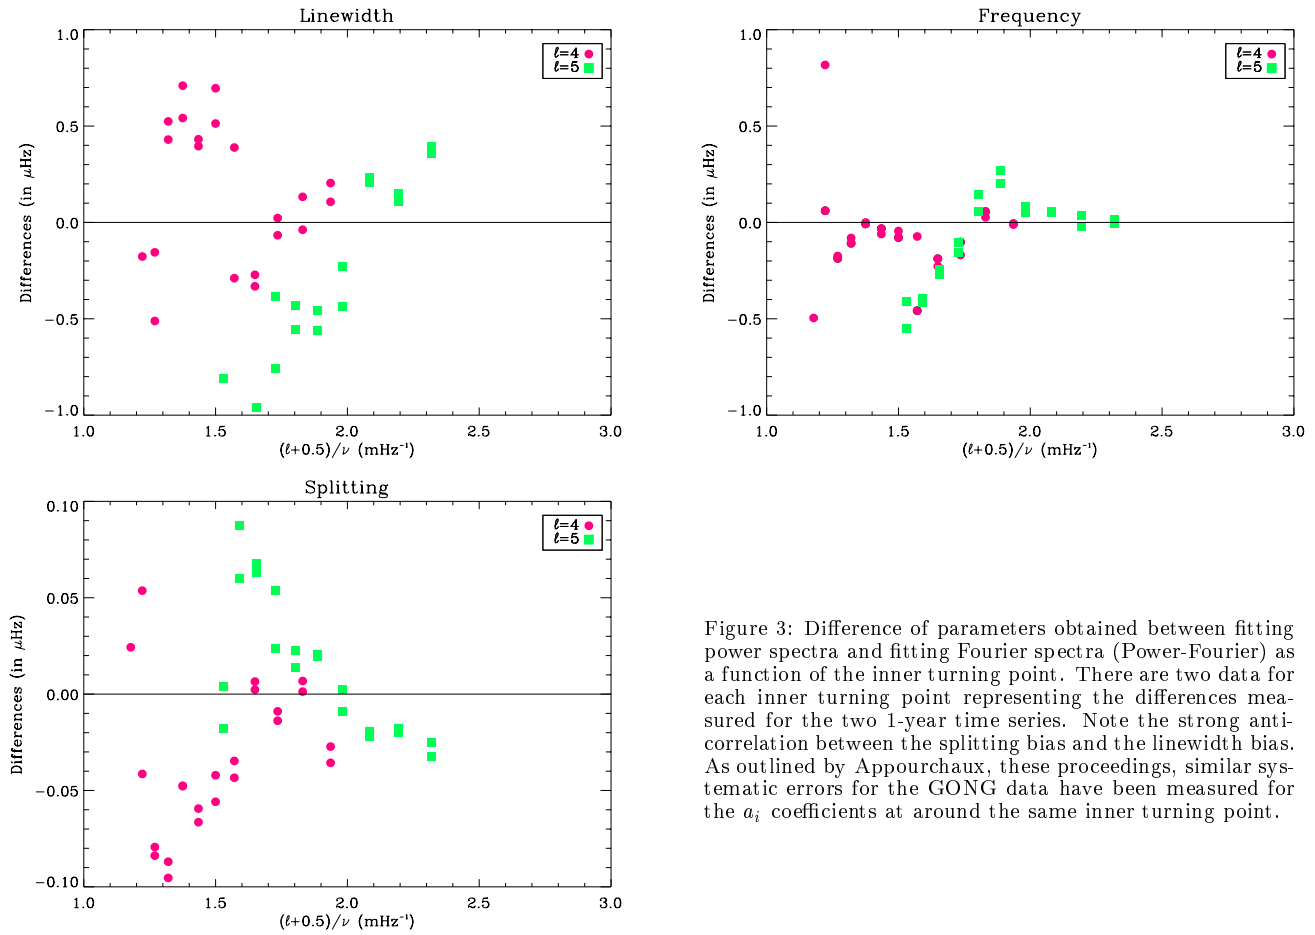 Linewidth
1.0
0.5
0.0
−0.5
−1.0
Differences (in μHz)
ℓ=4
ℓ=5
1.0 1.5 2.0 2.5 3.0
(ℓ+0.5)/ν (mHz⁻¹)
Frequency
1.0
0.5
0.0
−0.5
−1.0
Differences (in μHz)
ℓ=4
ℓ=5
1.0 1.5 2.0 2.5 3.0
(ℓ+0.5)/ν (mHz⁻¹)
Splitting
0.10
0.05
0.00
−0.05
−0.10
Differences (in μHz)
ℓ=4
ℓ=5
1.0 1.5 2.0 2.5 3.0
(ℓ+0.5)/ν (mHz⁻¹)
Figure 3: Difference of parameters obtained between fitting
power spectra and fitting Fourier spectra (Power-Fourier) as
a function of the inner turning point. There are two data for
each inner turning point representing the differences mea-
sured for the two 1-year time series. Note the strong anti-
correlation between the splitting bias and the linewidth bias.
As outlined by Appourchaux, these proceedings, similar sys-
tematic errors for the GONG data have been measured for
the aᵢ coefficients at around the same inner turning point.